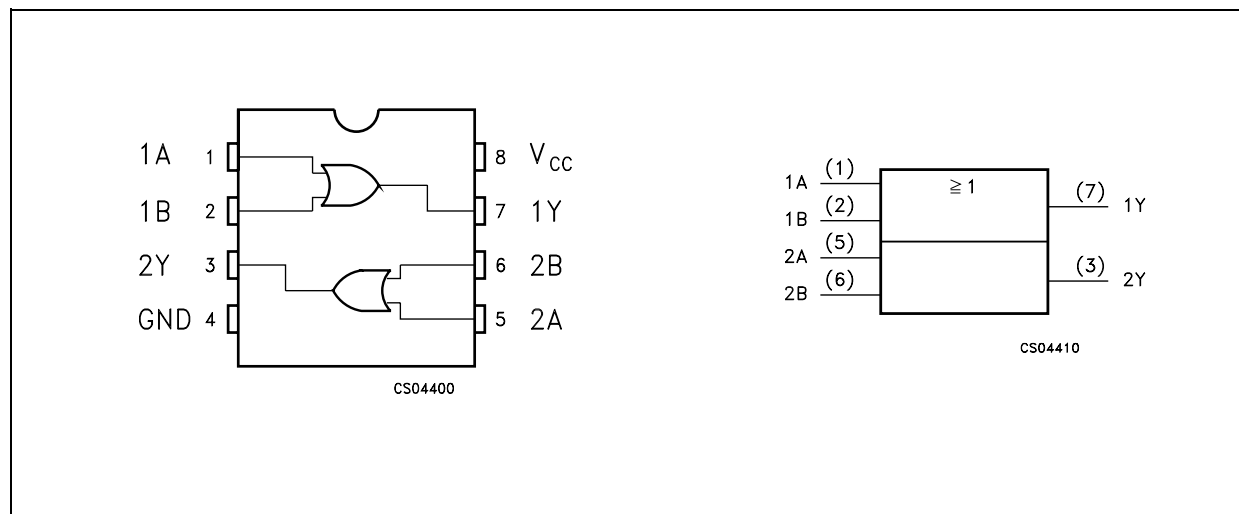 1A 1 8 VCC
1B 2 7 1Y
2Y 3 6 2B
GND 4 5 2A
CS04400
≧ 1
1A (1) (7) 1Y
1B (2)
2A (5) (3) 2Y
2B (6)
CS04410